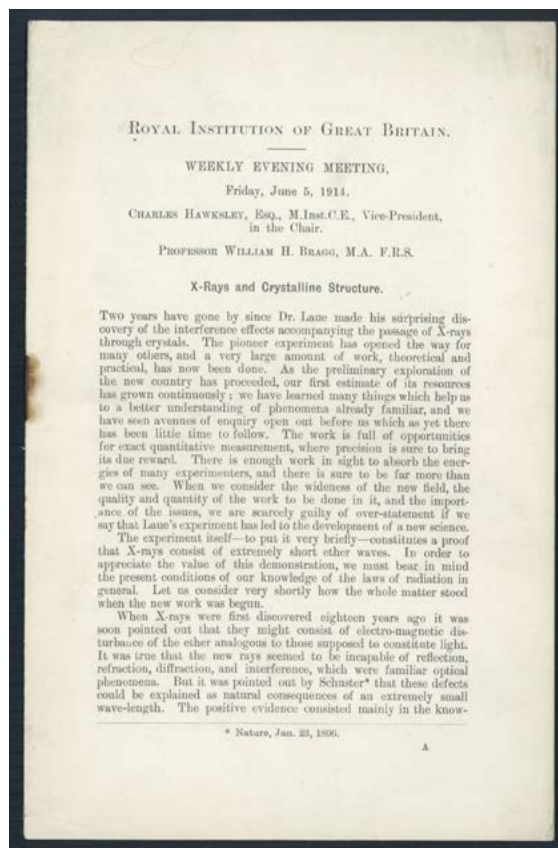 ROYAL INSTITUTION OF GREAT BRITAIN.
WEEKLY EVENING MEETING,
Friday, June 5, 1914.
CHARLES HAWKSLEY, ESQ., M.Inst.C.E., Vice-President,
in the Chair.
PROFESSOR WILLIAM H. BRAGG, M.A. F.R.S.
X-Rays and Crystalline Structure.
TWO years have gone by since Dr. Laue made his surprising dis-
covery of the interference effects accompanying the passage of X-rays
through crystals. The pioneer experiment has opened the way for
many others, and a very large amount of work, theoretical and
practical, has now been done. As the preliminary exploration of
the new country has proceeded, our first estimate of its resources
has grown continuously; we have learned many things which help us
to a better understanding of phenomena already familiar, and we
have seen avenues of enquiry open out before us which as yet there
has been little time to follow. The work is full of opportunities
for exact quantitative measurement, where precision is sure to bring
its due reward. There is enough work in sight to absorb the ener-
gies of many experimenters, and there is sure to be far more than
we can see. When we consider the wideness of the new field, the
quality and quantity of the work to be done in it, and the import-
ance of the issues, we are scarcely guilty of over-statement if we
say that Laue's experiment has led to the development of a new science.
The experiment itself—to put it very briefly—constitutes a proof
that X-rays consist of extremely short ether waves. In order to
appreciate the value of this demonstration, we must bear in mind
the present conditions of our knowledge of the laws of radiation in
general. Let us consider very shortly how the whole matter stood
when the new work was begun.
When X-rays were first discovered eighteen years ago it was
soon pointed out that they might consist of electro-magnetic dis-
turbance of the ether analogous to those supposed to constitute light.
It was true that the new rays seemed to be incapable of reflection,
refraction, diffraction, and interference, which were familiar optical
phenomena. But it was pointed out by Schuster* that these defects
could be explained as natural consequences of an extremely small
wave-length. The positive evidence consisted mainly in the know-
* Nature, Jan. 23, 1896.
A